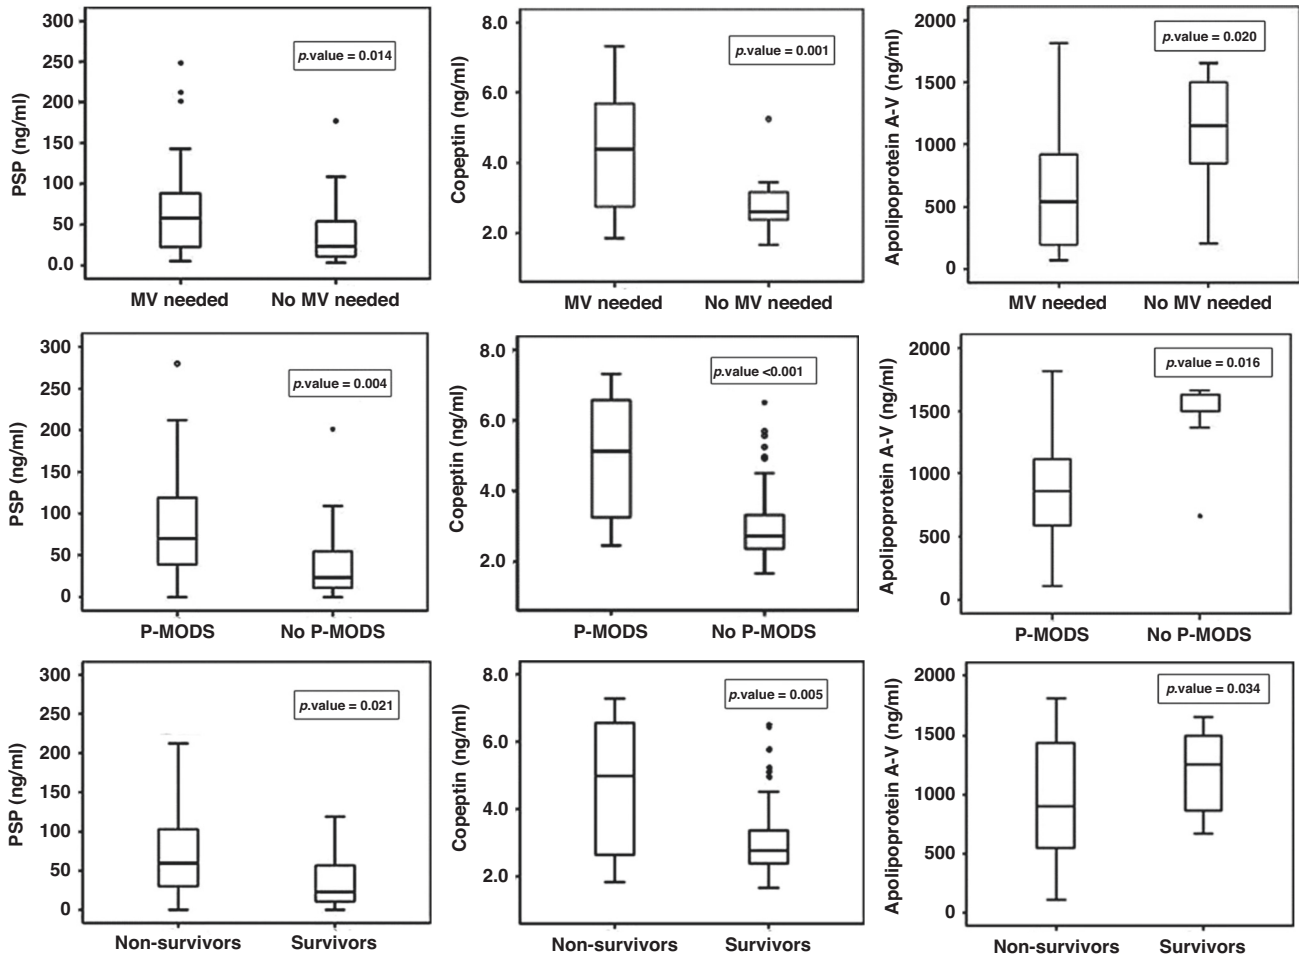 PSP (ng/ml)
300
250
200
150
100
50
0.0
p.value = 0.014
MV needed
No MV needed
Copeptin (ng/ml)
8.0
6.0
4.0
2.0
p.value = 0.001
MV needed
No MV needed
Apolipoprotein A-V (ng/ml)
2000
1500
1000
500
0
p.value = 0.020
MV needed
No MV needed
PSP (ng/ml)
300
250
200
150
100
50
0
p.value = 0.004
P-MODS
No P-MODS
Copeptin (ng/ml)
8.0
6.0
4.0
2.0
p.value <0.001
P-MODS
No P-MODS
Apolipoprotein A-V (ng/ml)
2000
1500
1000
500
0
p.value = 0.016
P-MODS
No P-MODS
PSP (ng/ml)
300
250
200
150
100
50
0
p.value = 0.021
Non-survivors
Survivors
Copeptin (ng/ml)
8.0
6.0
4.0
2.0
p.value = 0.005
Non-survivors
Survivors
Apolipoprotein A-V (ng/ml)
2000
1500
1000
500
0
p.value = 0.034
Non-survivors
Survivors